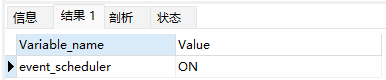 信息 结果 1 剖析 状态
Variable_name Value
event_scheduler ON